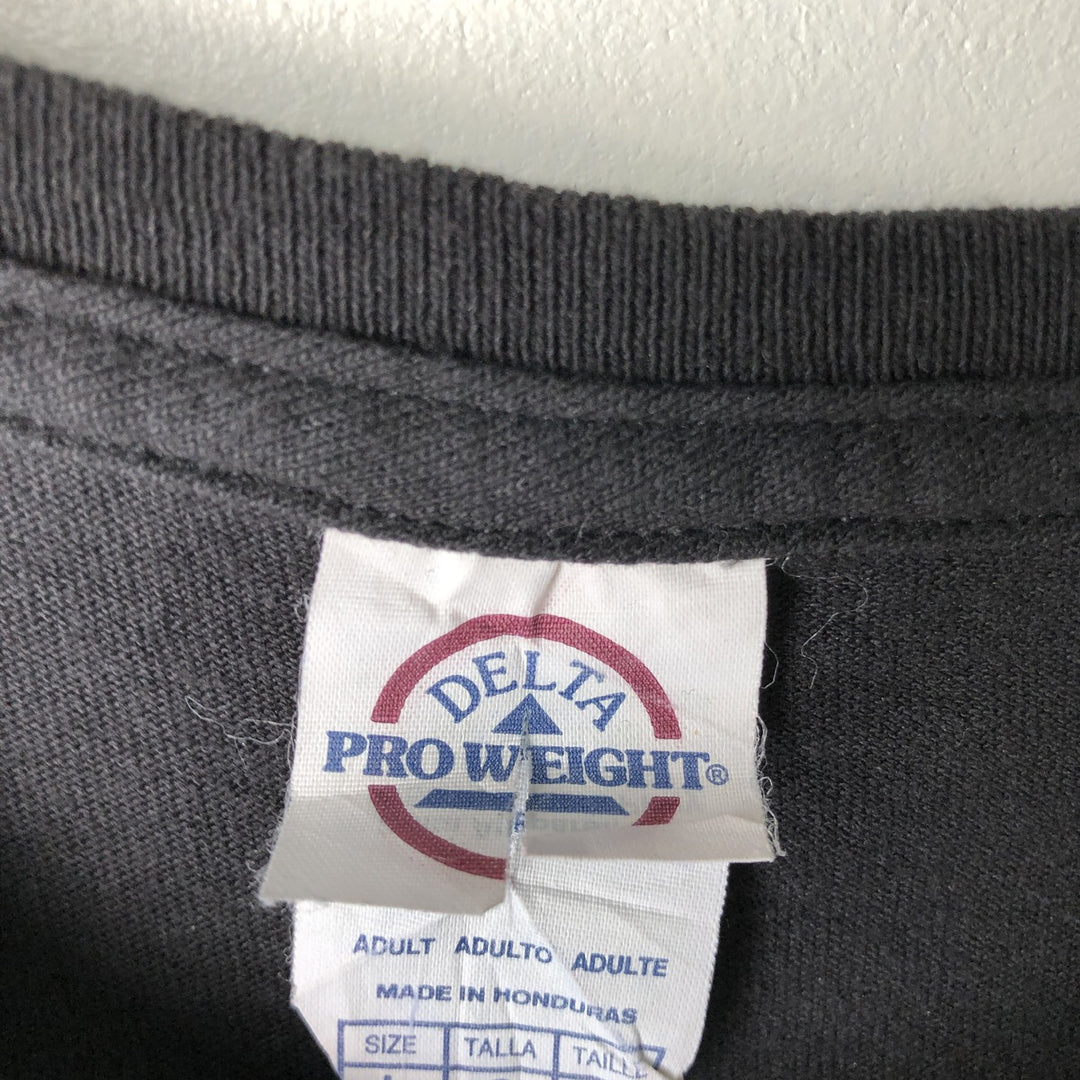 DELTA
PRO WEIGHT®
ADULT ADULTO ADULTE
MADE IN HONDURAS
SIZE TALLA TAILLE